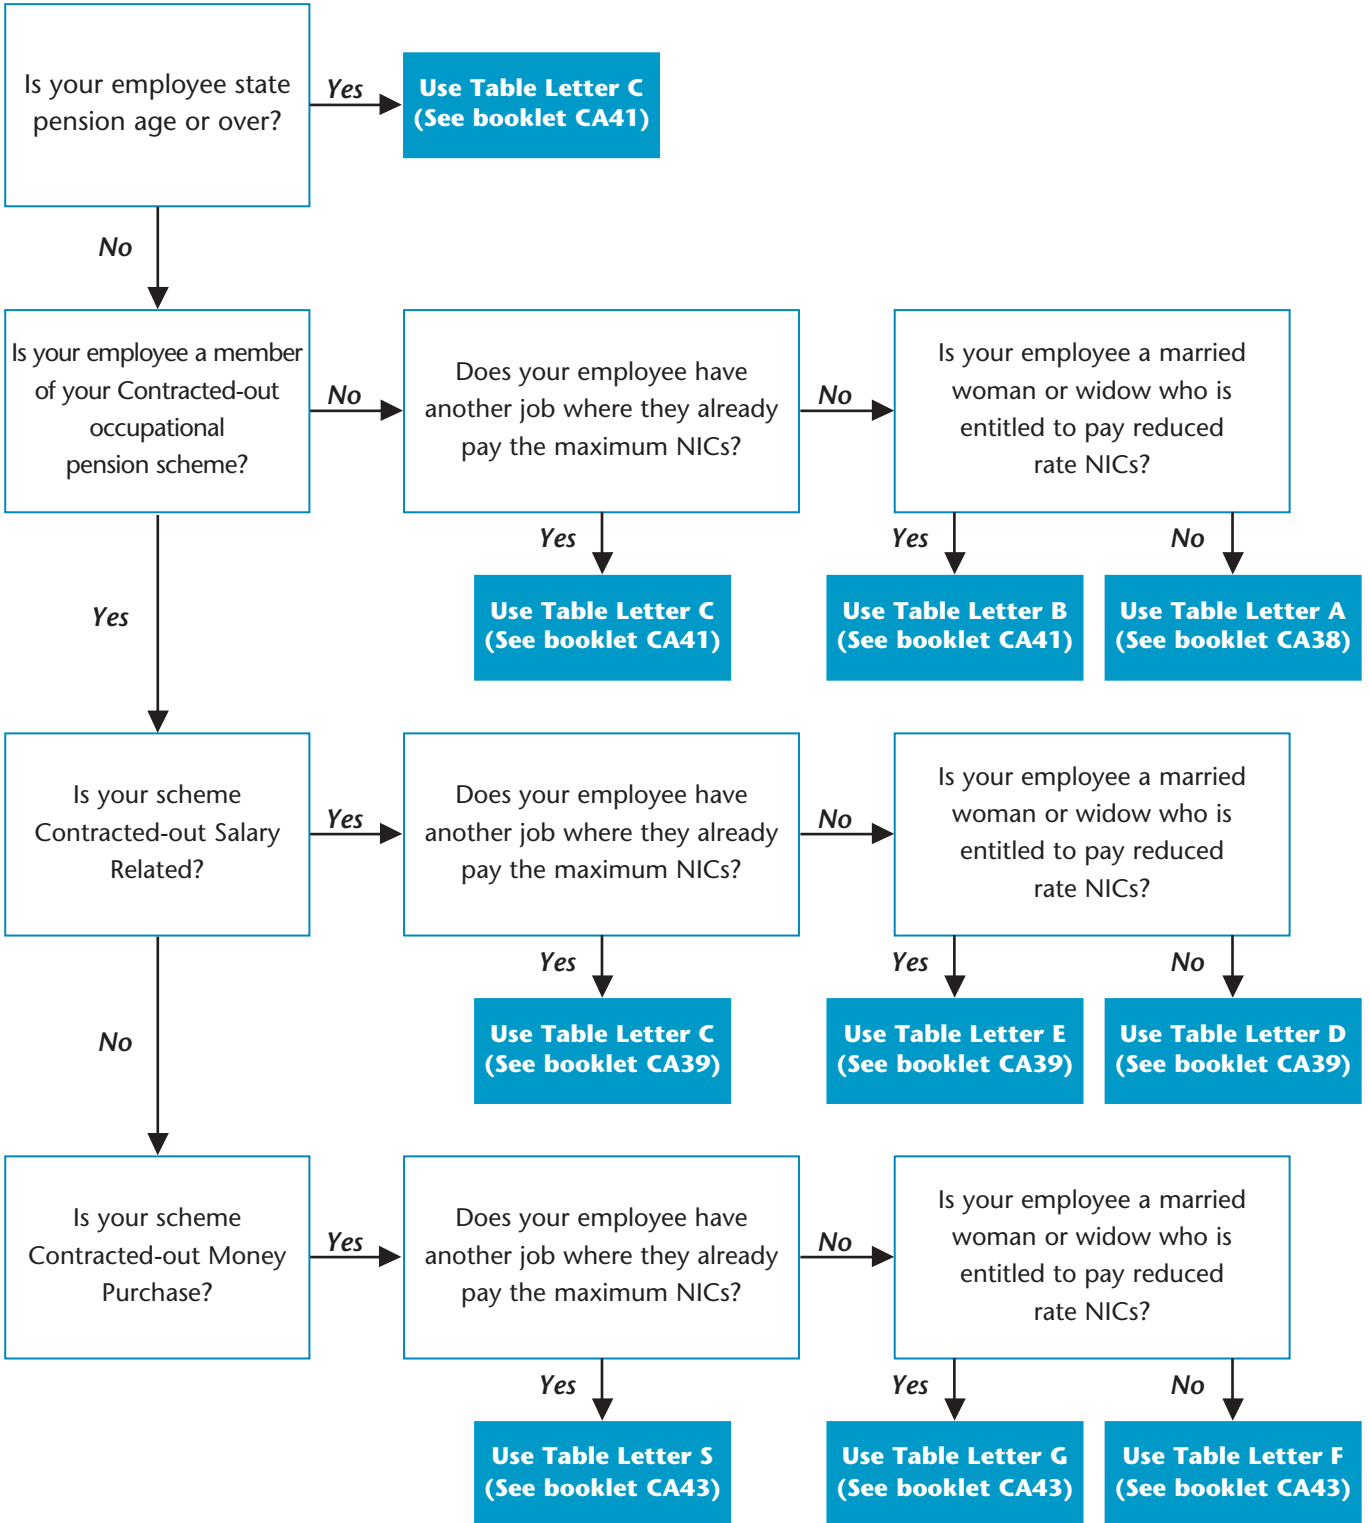 Is your employee state
pension age or over?
Yes
Use Table Letter C
(See booklet CA41)
No
Is your employee a member
of your Contracted-out
occupational
pension scheme?
No
Does your employee have
another job where they already
pay the maximum NICs?
No
Is your employee a married
woman or widow who is
entitled to pay reduced
rate NICs?
Yes
Yes
Yes
No
Use Table Letter C
(See booklet CA41)
Use Table Letter B
(See booklet CA41)
Use Table Letter A
(See booklet CA38)
Is your scheme
Contracted-out Salary
Related?
Yes
Does your employee have
another job where they already
pay the maximum NICs?
No
Is your employee a married
woman or widow who is
entitled to pay reduced
rate NICs?
No
Yes
Yes
No
Use Table Letter C
(See booklet CA39)
Use Table Letter E
(See booklet CA39)
Use Table Letter D
(See booklet CA39)
Is your scheme
Contracted-out Money
Purchase?
Yes
Does your employee have
another job where they already
pay the maximum NICs?
No
Is your employee a married
woman or widow who is
entitled to pay reduced
rate NICs?
Yes
Yes
No
Use Table Letter S
(See booklet CA43)
Use Table Letter G
(See booklet CA43)
Use Table Letter F
(See booklet CA43)